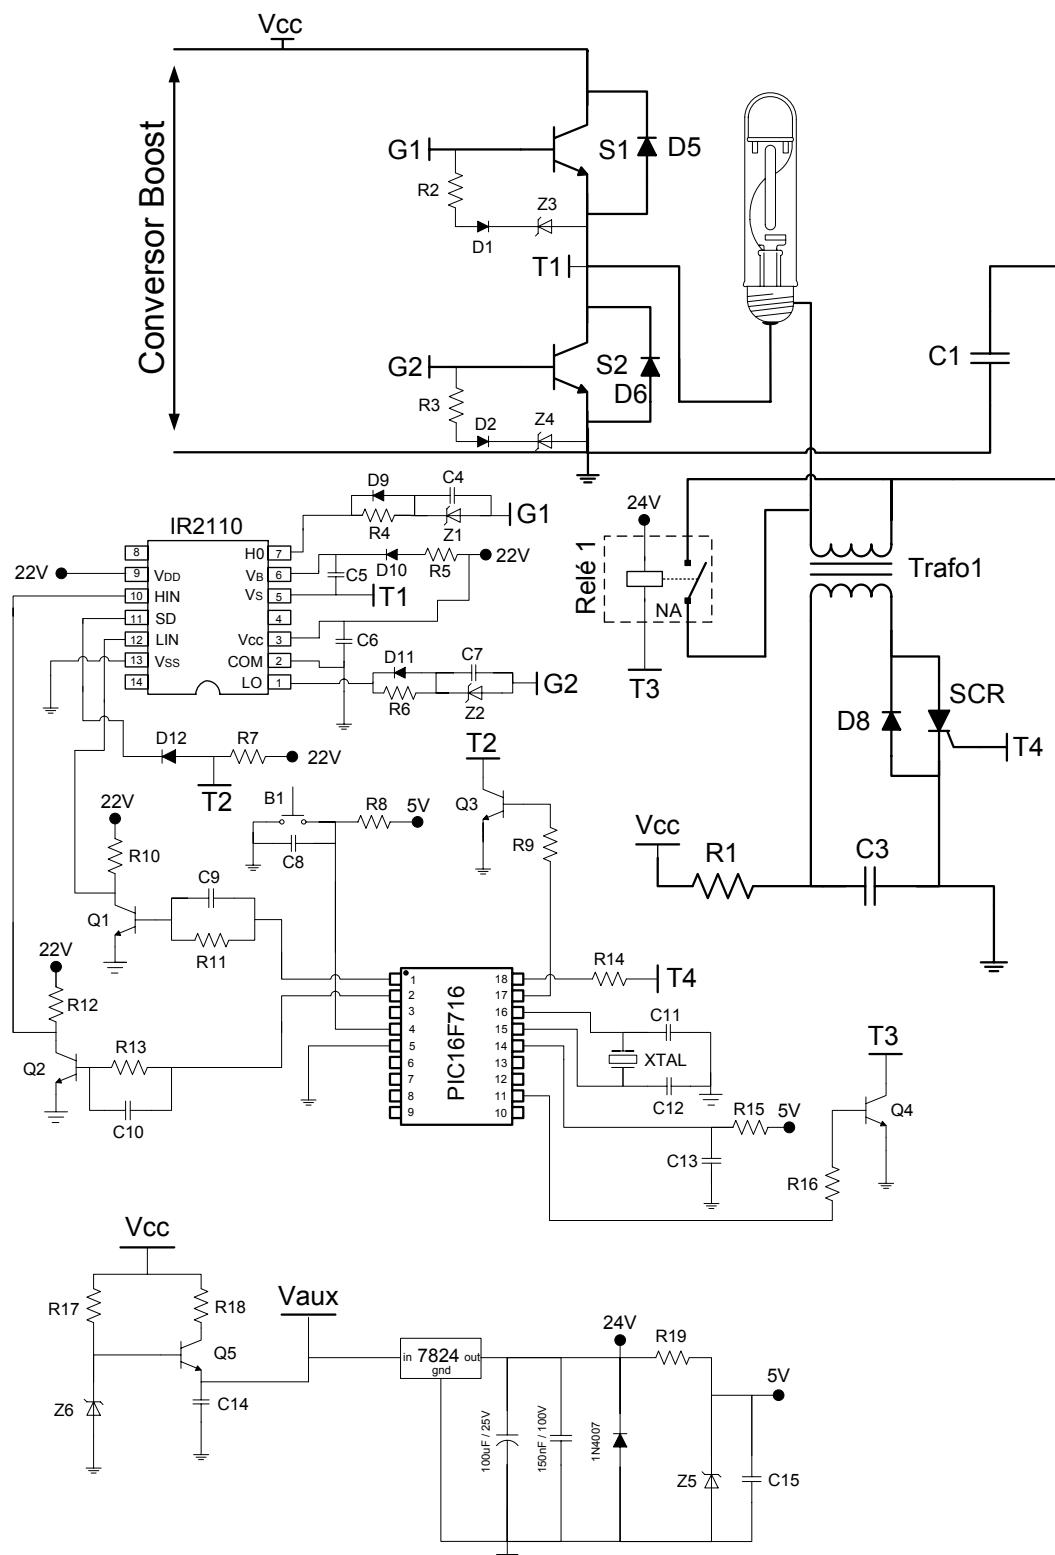 Vcc
Conversor Boost
G1
S1
D5
R2
Z3
D1
T1
G2
S2
D6
R3
Z4
D2
C1
D9
C4
R4
Z1
G1
IR2110
8
H0
7
22V
9
VDD
VB
6
C5
D10
R5
22V
10
HIN
VS
5
T1
11
SD
4
12
LIN
Vcc
3
C6
13
VSS
COM
2
14
LO
1
D11
C7
R6
Z2
G2
24V
Relé 1
NA
T3
Trafo1
D8
SCR
T4
D12
R7
22V
T2
T2
Q3
R9
22V
R10
B1
R8
5V
C8
Vcc
R1
C3
C9
Q1
R11
22V
R12
R13
Q2
C10
PIC16F716
1
2
3
4
5
6
7
8
9
18
17
16
15
14
13
12
11
10
R14
T4
C11
XTAL
C12
R15
5V
C13
R16
T3
Q4
Vcc
R17
R18
Q5
Z6
C14
Vaux
in 7824 out
gnd
24V
R19
5V
100uF / 25V
150nF / 100V
1N4007
Z5
C15